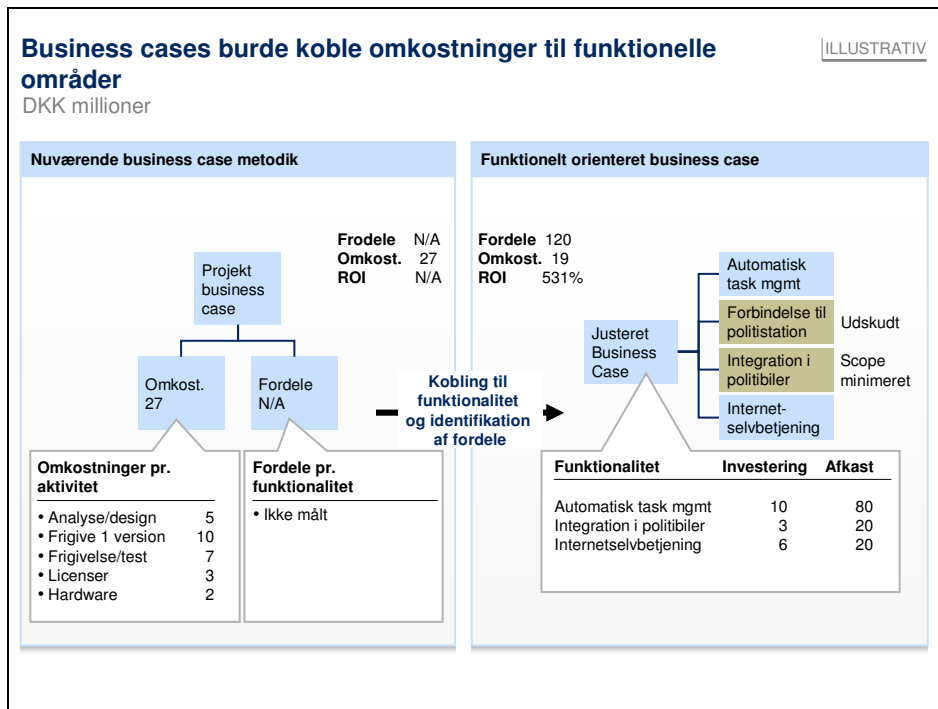 Business cases burde koble omkostninger til funktionelle
områder
ILLUSTRATIV
DKK millioner
Nuværende business case metodik
Frodele N/A
Omkost. 27
ROI N/A
Projekt
business
case
Omkost.
27
Fordele
N/A
Omkostninger pr.
aktivitet
• Analyse/design 5
• Frigive 1 version 10
• Frigivelse/test 7
• Licenser 3
• Hardware 2
Fordele pr.
funktionalitet
• Ikke målt
Kobling til
funktionalitet
og identifikation
af fordele
Funktionelt orienteret business case
Fordele 120
Omkost. 19
ROI 531%
Justeret
Business
Case
Automatisk
task mgmt
Forbindelse til
politistation
Udskudt
Integration i
politibiler
Scope
minimeret
Internet-
selvbetjening
Funktionalitet Investering Afkast
Automatisk task mgmt 10 80
Integration i politibiler 3 20
Internetselvbetjening 6 20